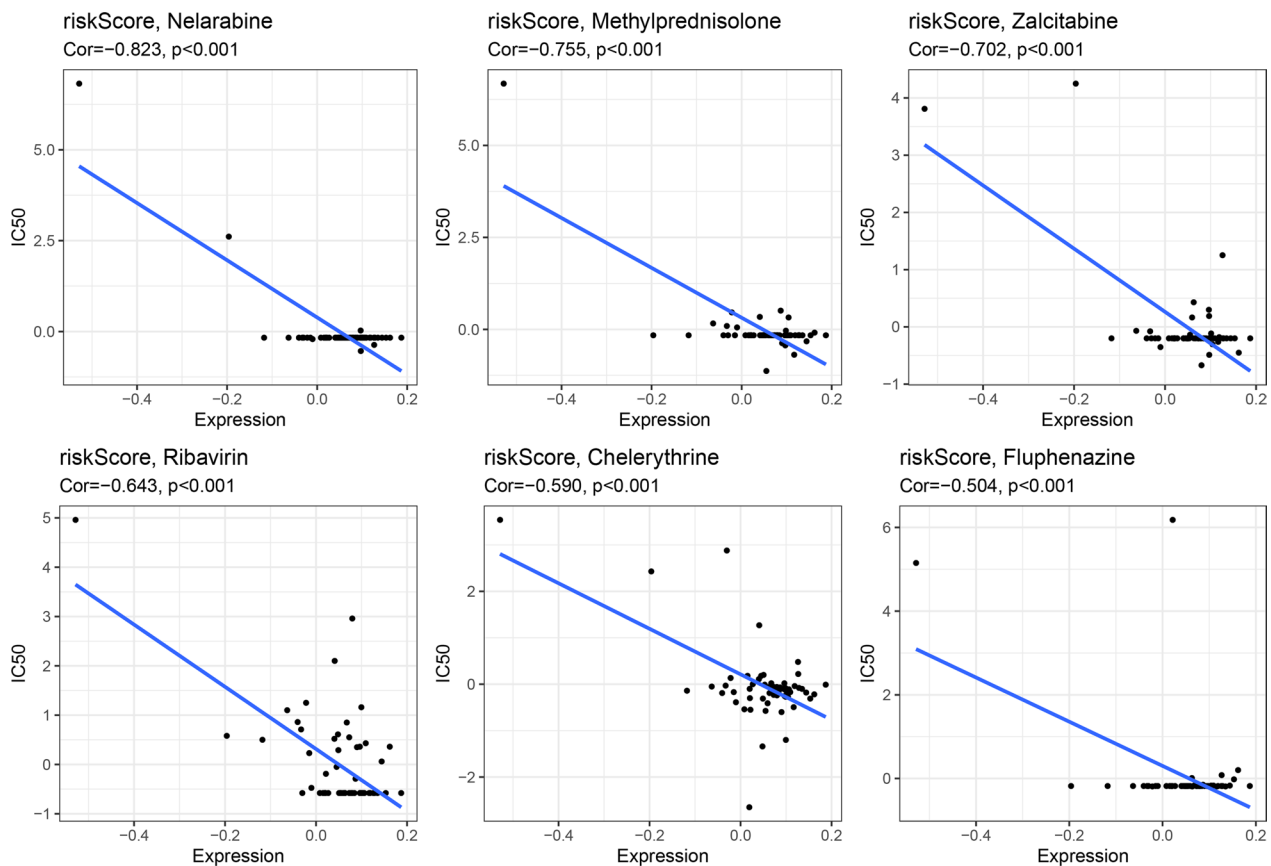 riskScore, Nelarabine
Cor=−0.823, p<0.001
5.0
2.5
0.0
IC50
−0.4
−0.2
0.0
0.2
Expression
riskScore, Methylprednisolone
Cor=−0.755, p<0.001
5.0
2.5
0.0
IC50
−0.4
−0.2
0.0
0.2
Expression
riskScore, Zalcitabine
Cor=−0.702, p<0.001
4
3
2
1
0
−1
IC50
−0.4
−0.2
0.0
0.2
Expression
riskScore, Ribavirin
Cor=−0.643, p<0.001
5
4
3
2
1
0
−1
IC50
−0.4
−0.2
0.0
0.2
Expression
riskScore, Chelerythrine
Cor=−0.590, p<0.001
2
0
−2
IC50
−0.4
−0.2
0.0
0.2
Expression
riskScore, Fluphenazine
Cor=−0.504, p<0.001
6
4
2
0
IC50
−0.4
−0.2
0.0
0.2
Expression